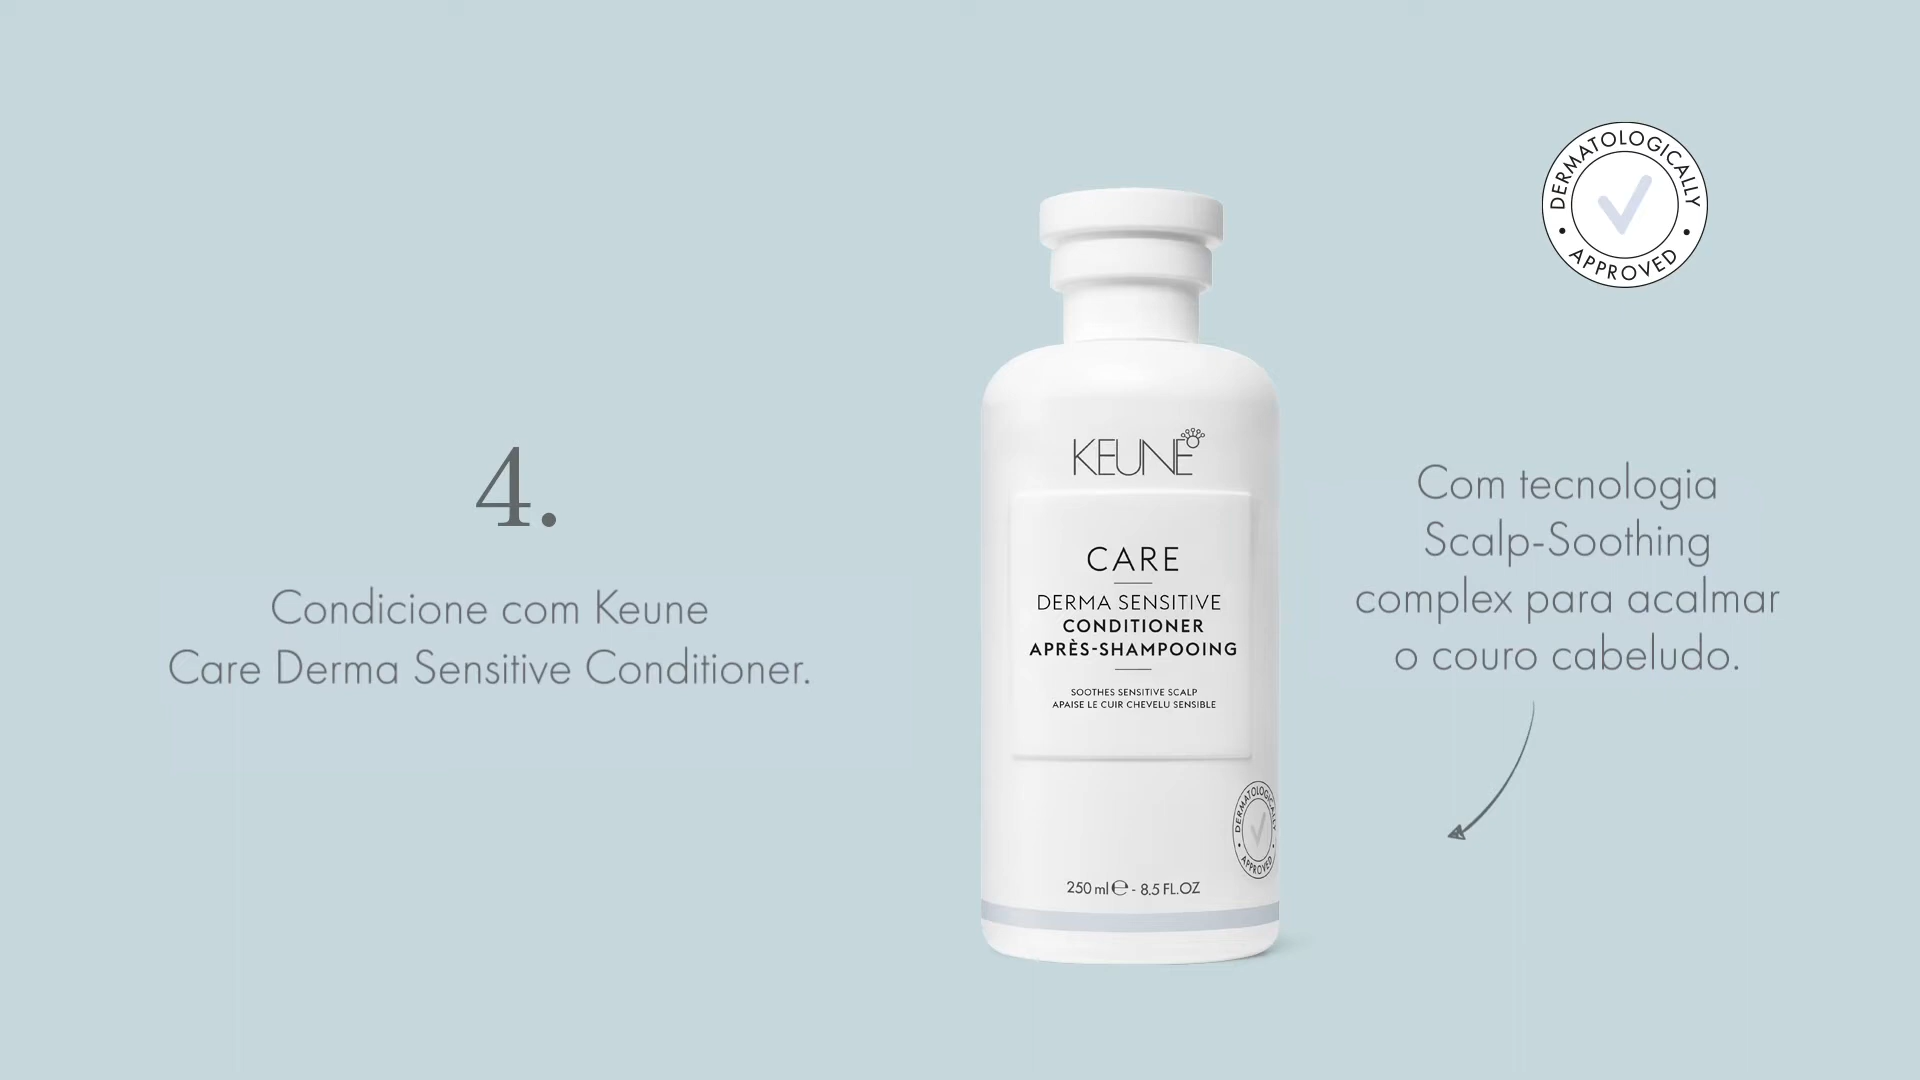 4.
Condicione com Keune
Care Derma Sensitive Conditioner.
KEUNE
CARE
DERMA SENSITIVE
CONDITIONER
APRÈS-SHAMPOOING
SOOTHES SENSITIVE SCALP
APAISE LE CUIR CHEVELU SENSIBLE
DERMATOLOGICALLY
APPROVED
250 ml ℮ - 8.5 FL.OZ
DERMATOLOGICALLY
APPROVED
Com tecnologia
Scalp-Soothing
complex para acalmar
o couro cabeludo.